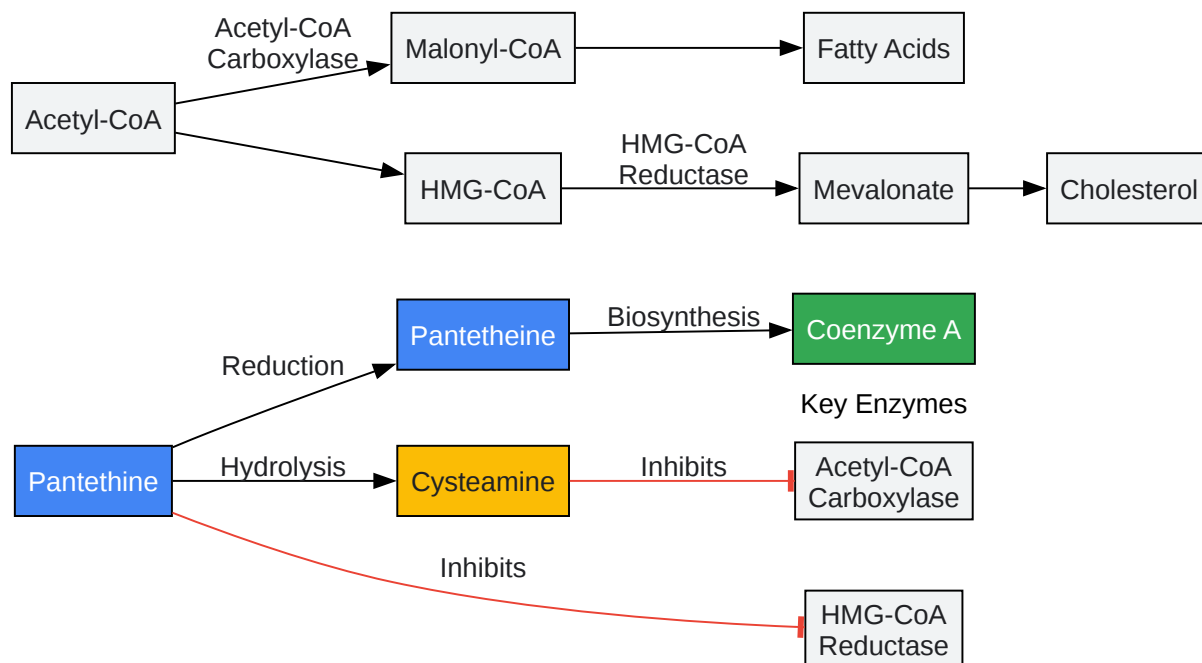 Acetyl-CoA
Carboxylase
Malonyl-CoA
Fatty Acids
Acetyl-CoA
HMG-CoA
Reductase
HMG-CoA
Mevalonate
Cholesterol
Pantetheine
Biosynthesis
Coenzyme A
Reduction
Key Enzymes
Pantethine
Hydrolysis
Cysteamine
Inhibits
Acetyl-CoA
Carboxylase
Inhibits
HMG-CoA
Reductase